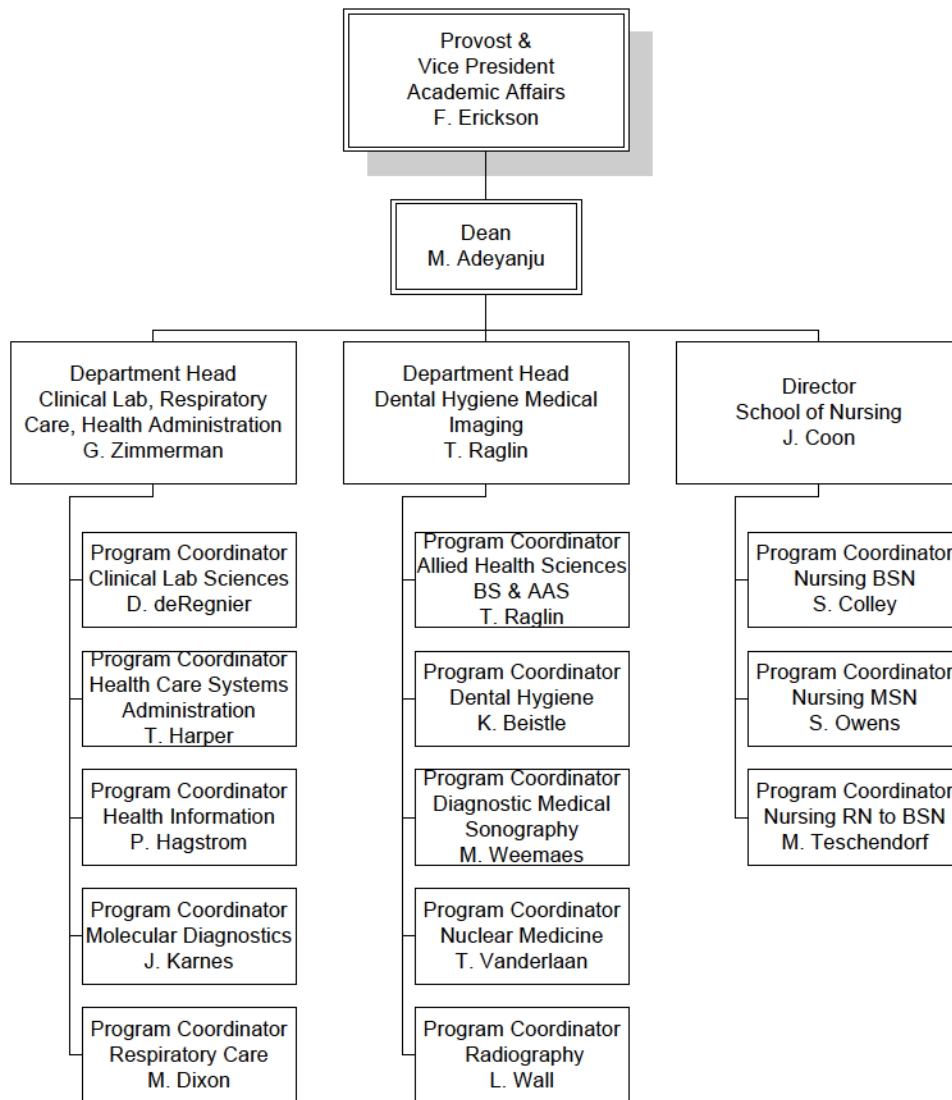 Provost &
Vice President
Academic Affairs
F. Erickson
Dean
M. Adeyanju
Department Head
Clinical Lab, Respiratory
Care, Health Administration
G. Zimmerman
Department Head
Dental Hygiene Medical
Imaging
T. Raglin
Director
School of Nursing
J. Coon
Program Coordinator
Clinical Lab Sciences
D. deRegnier
Program Coordinator
Health Care Systems
Administration
T. Harper
Program Coordinator
Health Information
P. Hagstrom
Program Coordinator
Molecular Diagnostics
J. Karnes
Program Coordinator
Respiratory Care
M. Dixon
Program Coordinator
Allied Health Sciences
BS & AAS
T. Raglin
Program Coordinator
Dental Hygiene
K. Beistle
Program Coordinator
Diagnostic Medical
Sonography
M. Weemaes
Program Coordinator
Nuclear Medicine
T. Vanderlaan
Program Coordinator
Radiography
L. Wall
Program Coordinator
Nursing BSN
S. Colley
Program Coordinator
Nursing MSN
S. Owens
Program Coordinator
Nursing RN to BSN
M. Teschendorf